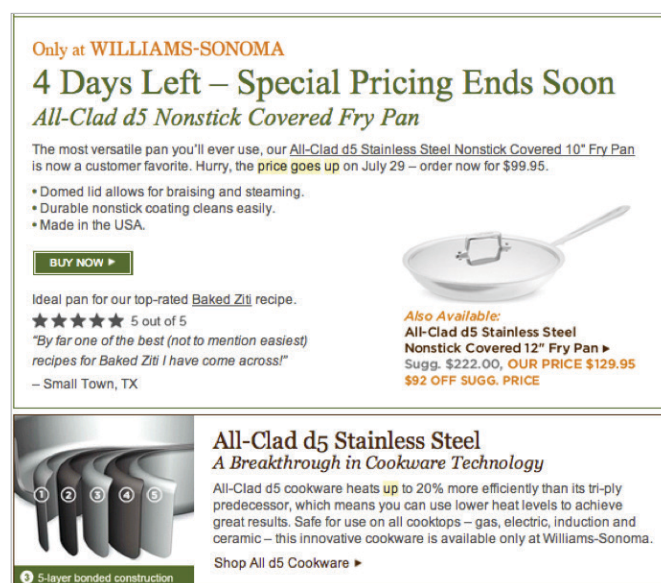 Only at WILLIAMS-SONOMA
4 Days Left – Special Pricing Ends Soon
All-Clad d5 Nonstick Covered Fry Pan
The most versatile pan you'll ever use, our All-Clad d5 Stainless Steel Nonstick Covered 10" Fry Pan
is now a customer favorite. Hurry, the price goes up on July 29 – order now for $99.95.
• Domed lid allows for braising and steaming.
• Durable nonstick coating cleans easily.
• Made in the USA.
BUY NOW ►
Ideal pan for our top-rated Baked Ziti recipe.
★★★★★ 5 out of 5
"By far one of the best (not to mention easiest)
recipes for Baked Ziti I have come across!"
– Small Town, TX
Also Available:
All-Clad d5 Stainless Steel
Nonstick Covered 12" Fry Pan ►
Sugg. $222.00, OUR PRICE $129.95
$92 OFF SUGG. PRICE
1 2 3 4 5
3 5-layer bonded construction
All-Clad d5 Stainless Steel
A Breakthrough in Cookware Technology
All-Clad d5 cookware heats up to 20% more efficiently than its tri-ply
predecessor, which means you can use lower heat levels to achieve
great results. Safe for use on all cooktops – gas, electric, induction and
ceramic – this innovative cookware is available only at Williams-Sonoma.
Shop All d5 Cookware ►